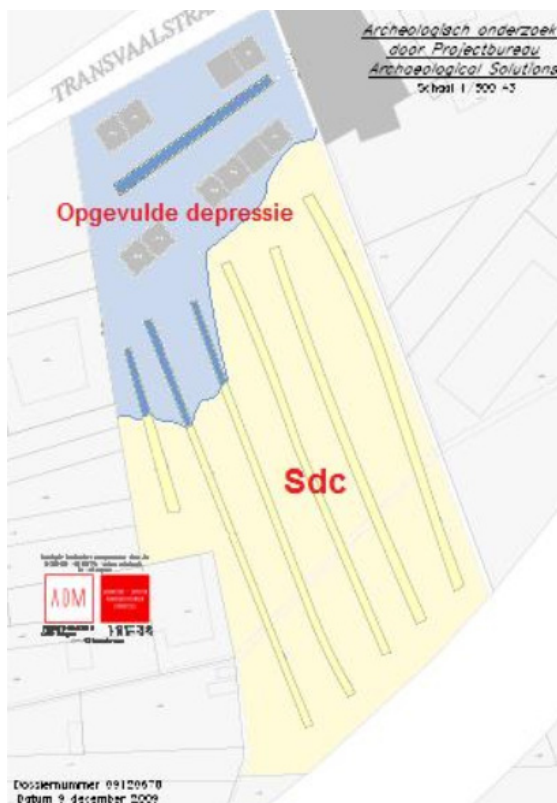 Archeologisch onderzoek
door Projectbureau
Archaeological Solutions
Schaal 1/500 A3
TRANSVAALSTRA
Opgevulde depressie
Sdc
ADM
Dossiernummer 09120678
Datum 9 december 2009